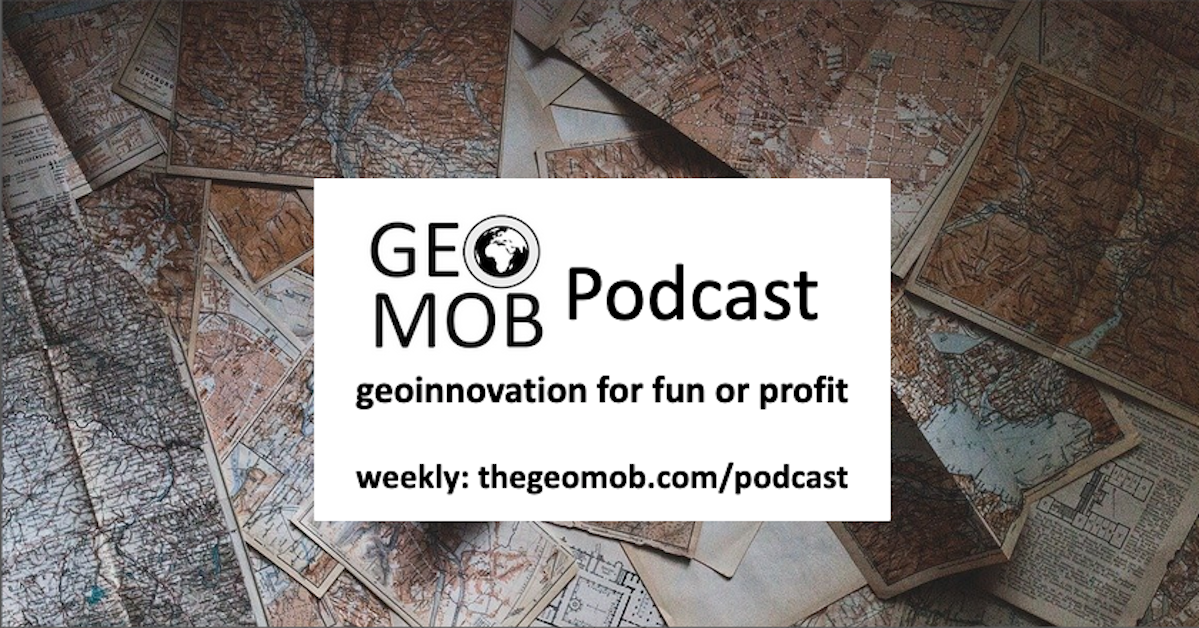 GEO
MOB
Podcast
geoinnovation for fun or profit
weekly: thegeomob.com/podcast